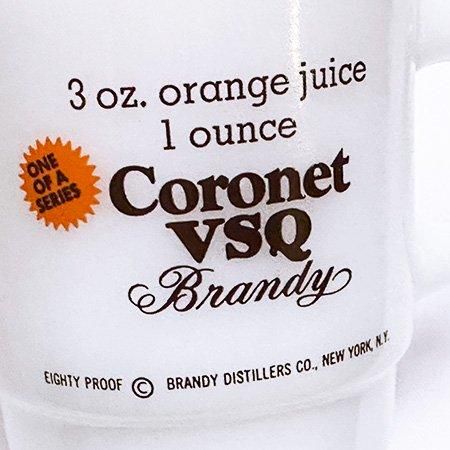 3 oz. orange juice
1 ounce
ONE
OF A
SERIES
Coronet
VSQ
Brandy
EIGHTY PROOF © BRANDY DISTILLERS CO., NEW YORK, N.Y.